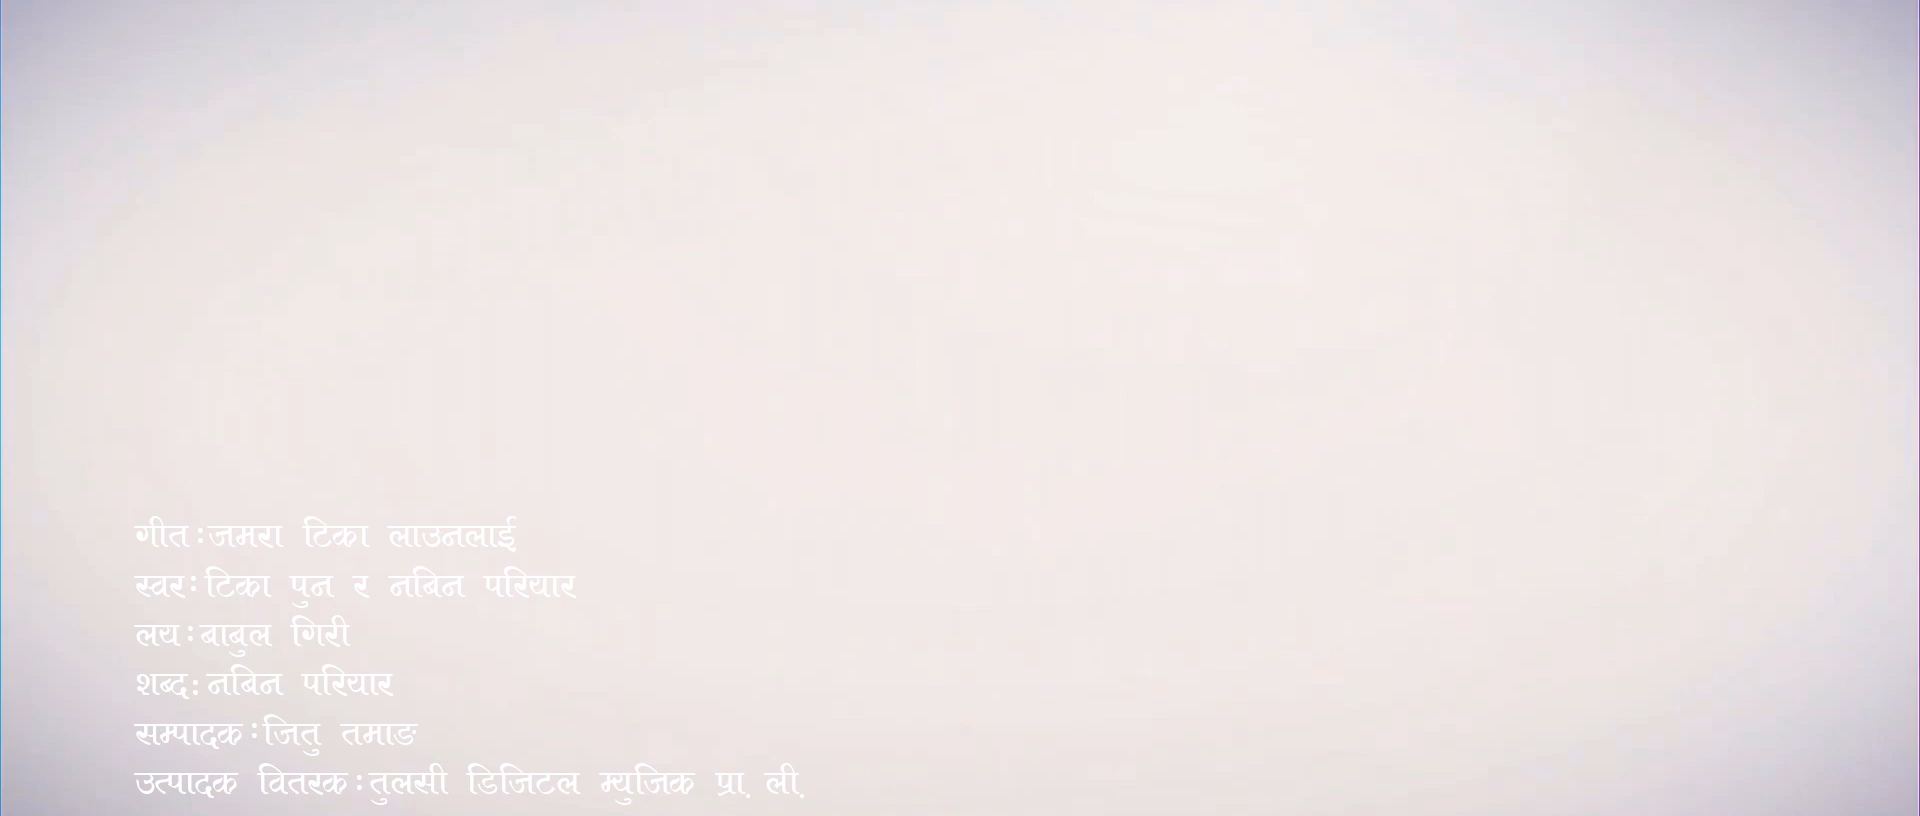 गीत:जमरा टिका लाउनलाई
स्वर:टिका पुन र नबिन परियार
लय:बाबुल गिरी
शब्द:नबिन परियार
सम्पादक:जितु तमाङ
उत्पादक वितरक:तुलसी डिजिटल म्युजिक प्रा. ली.